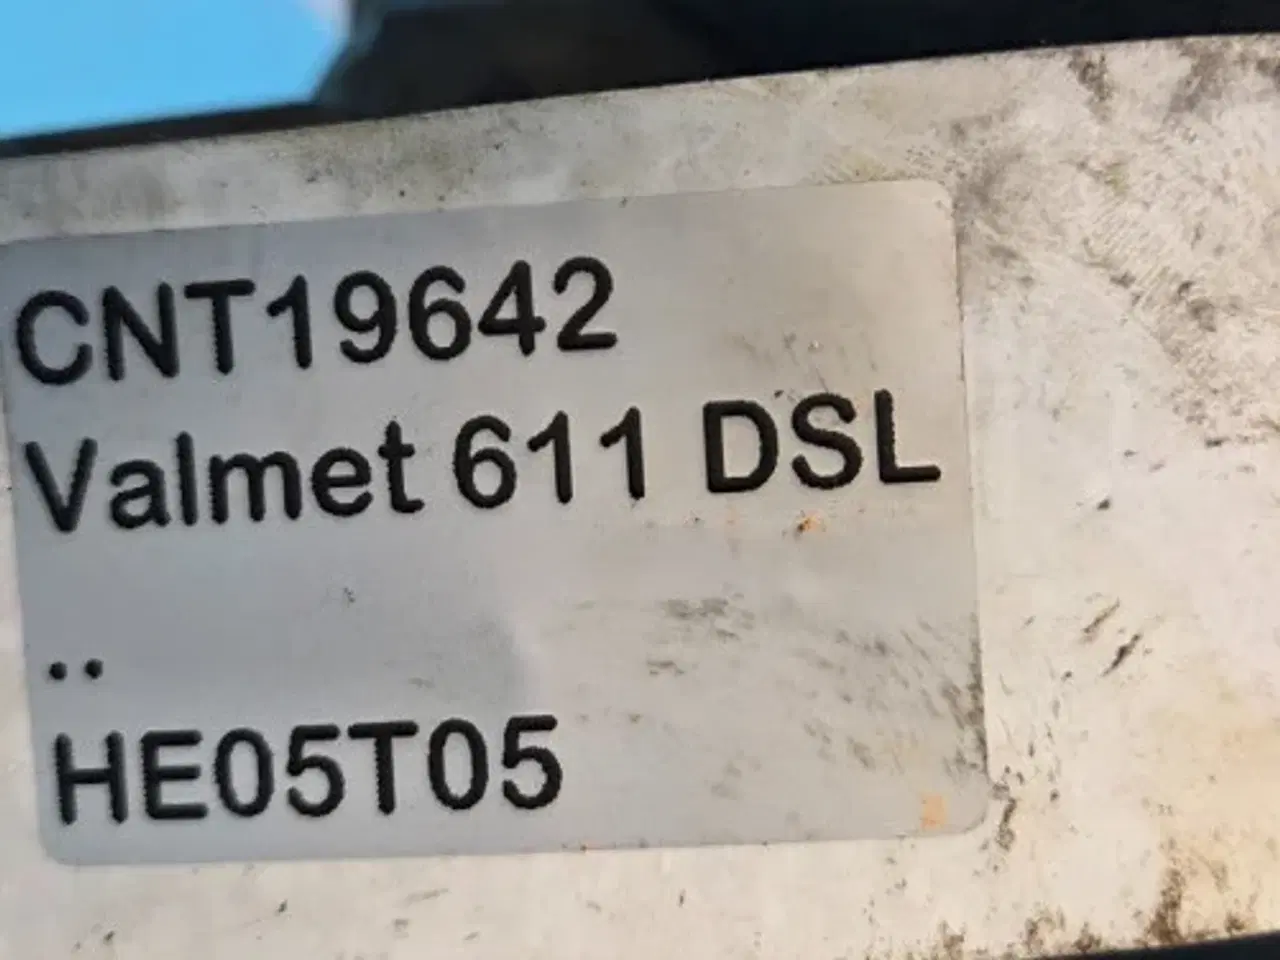 CNT19642
Valmet 611 DSL
..
HE05T05